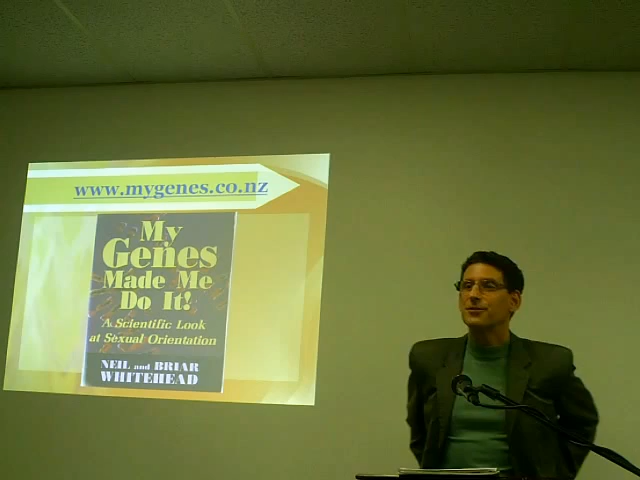 www.mygenes.co.nz
My
Genes
Made Me
Do It!
A Scientific Look
at Sexual Orientation
NEIL and BRIAR
WHITEHEAD